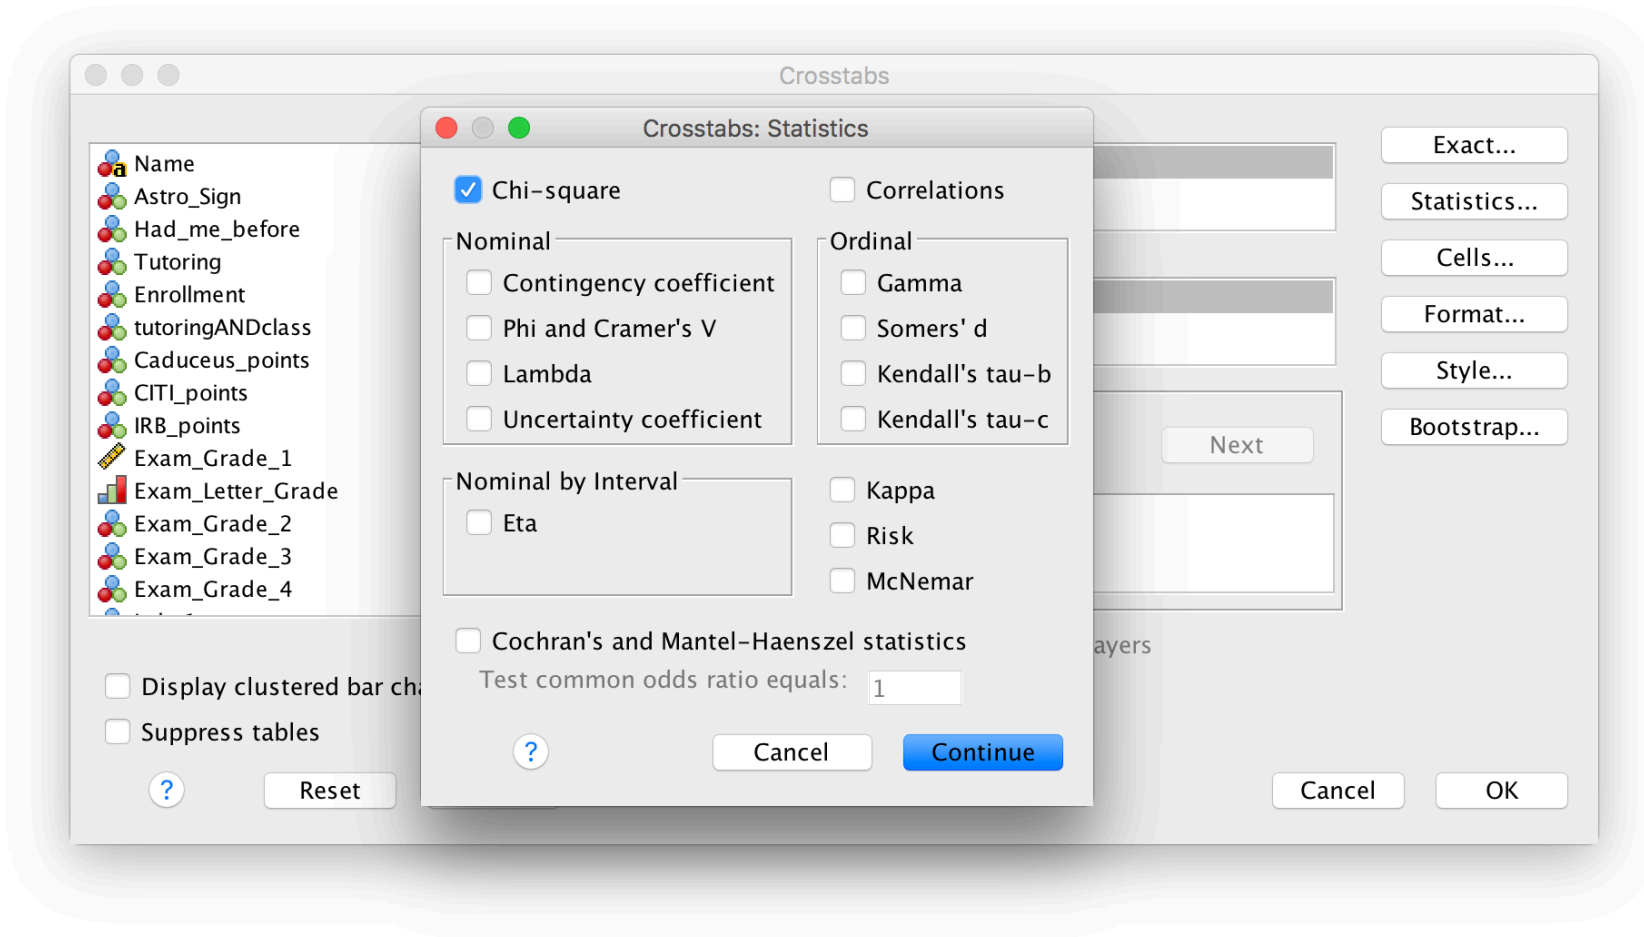 Crosstabs
Crosstabs: Statistics
Name
Astro_Sign
Had_me_before
Tutoring
Enrollment
tutoringANDclass
Caduceus_points
CITI_points
IRB_points
Exam_Grade_1
Exam_Letter_Grade
Exam_Grade_2
Exam_Grade_3
Exam_Grade_4
Display clustered bar cha
Suppress tables
? Reset
Chi-square
Correlations
Nominal
Contingency coefficient
Phi and Cramer's V
Lambda
Uncertainty coefficient
Ordinal
Gamma
Somers' d
Kendall's tau-b
Kendall's tau-c
Nominal by Interval
Eta
Kappa
Risk
McNemar
Cochran's and Mantel-Haenszel statistics
Test common odds ratio equals: 1
? Cancel Continue
Next
ayers
Exact...
Statistics...
Cells...
Format...
Style...
Bootstrap...
Cancel OK